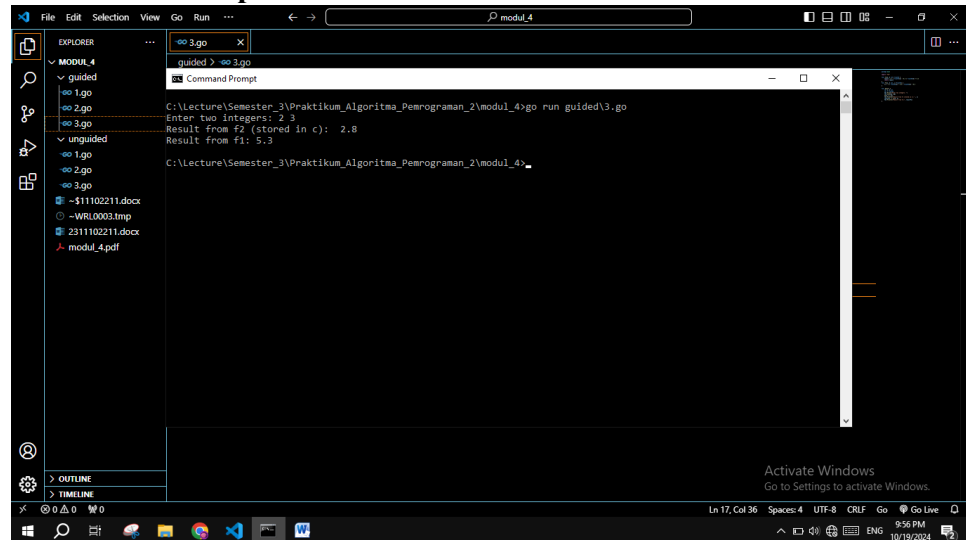 File Edit Selection View Go Run ···
modul_4
EXPLORER ···
3.go
MODUL_4
guided > 3.go
guided
1.go
2.go
3.go
unguided
1.go
2.go
3.go
~$11102211.docx
~WRL0003.tmp
2311102211.docx
modul_4.pdf
Command Prompt
C:\Lecture\Semester_3\Praktikum_Algoritma_Pemrograman_2\modul_4>go run guided\3.go
Enter two integers: 2 3
Result from f2 (stored in c):  2.8
Result from f1: 5.3
C:\Lecture\Semester_3\Praktikum_Algoritma_Pemrograman_2\modul_4>
Activate Windows
Go to Settings to activate Windows.
> OUTLINE
> TIMELINE
0 0 0 Ln 17, Col 36 Spaces: 4 UTF-8 CRLF Go Go Live
ENG
9:56 PM
10/19/2024